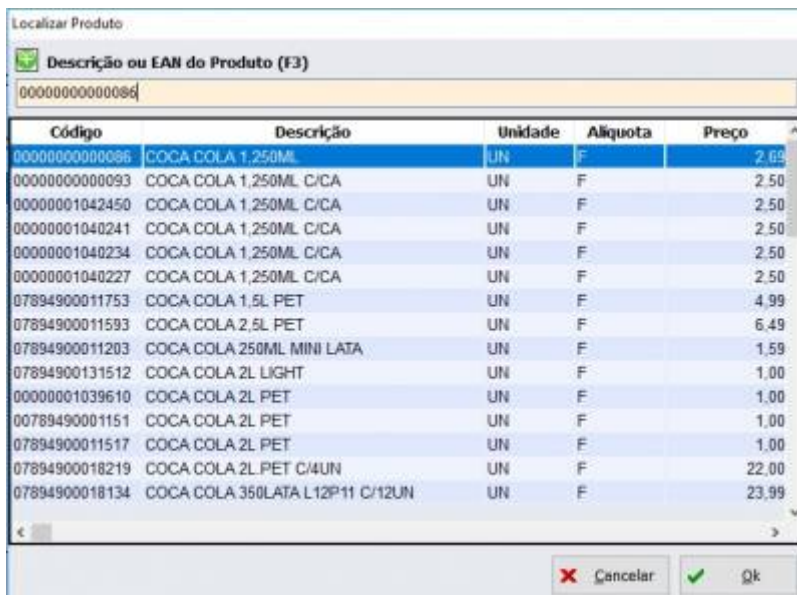 Localizar Produto
Descrição ou EAN do Produto (F3)
00000000000086
Código Descrição Unidade Alíquota Preço
00000000000086 COCA COLA 1,250ML UN F 2,69
00000000000093 COCA COLA 1,250ML C/CA UN F 2,50
00000001042450 COCA COLA 1,250ML C/CA UN F 2,50
00000001040241 COCA COLA 1,250ML C/CA UN F 2,50
00000001040234 COCA COLA 1,250ML C/CA UN F 2,50
00000001040227 COCA COLA 1,250ML C/CA UN F 2,50
07894900011753 COCA COLA 1,5L PET UN F 4,99
07894900011593 COCA COLA 2,5L PET UN F 6,49
07894900011203 COCA COLA 250ML MINI LATA UN F 1,59
07894900131512 COCA COLA 2L LIGHT UN F 1,00
00000001039610 COCA COLA 2L PET UN F 1,00
00789490001151 COCA COLA 2L PET UN F 1,00
07894900011517 COCA COLA 2L PET UN F 1,00
07894900018219 COCA COLA 2L PET C/4UN UN F 22,00
07894900018134 COCA COLA 350LATA L12P11 C/12UN UN F 23,99
Cancelar Ok